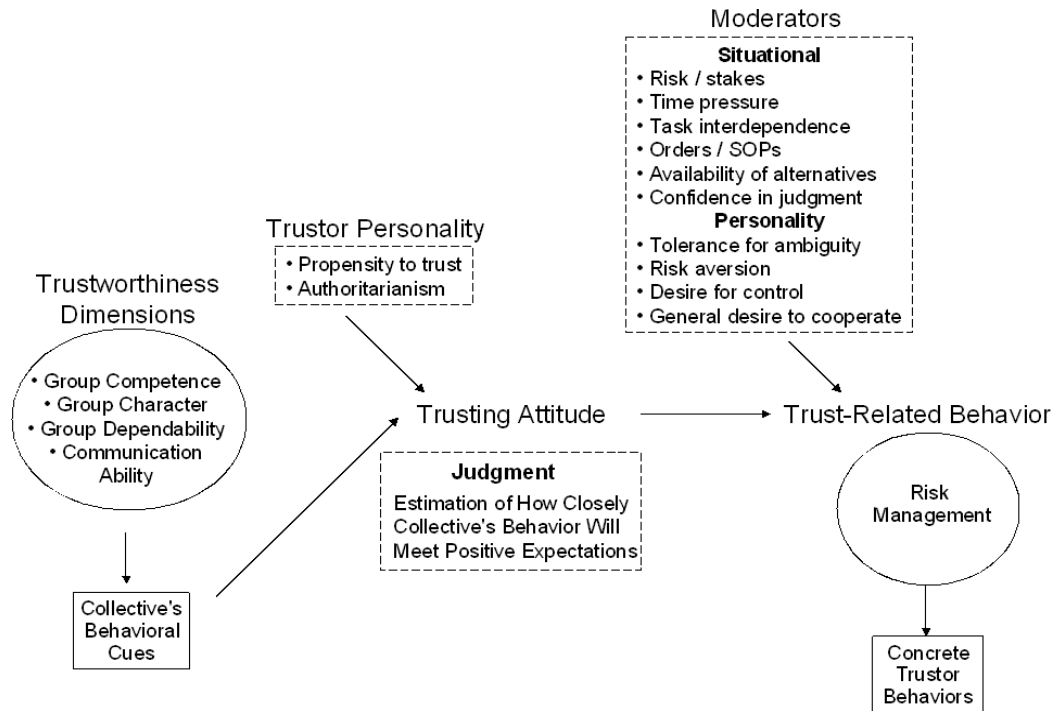 Moderators
Situational
• Risk / stakes
• Time pressure
• Task interdependence
• Orders / SOPs
• Availability of alternatives
• Confidence in judgment
Personality
• Tolerance for ambiguity
• Risk aversion
• Desire for control
• General desire to cooperate
Trustor Personality
• Propensity to trust
• Authoritarianism
Trustworthiness
Dimensions
• Group Competence
• Group Character
• Group Dependability
• Communication
Ability
Collective's
Behavioral
Cues
Trusting Attitude
Judgment
Estimation of How Closely
Collective's Behavior Will
Meet Positive Expectations
Trust-Related Behavior
Risk
Management
Concrete
Trustor
Behaviors